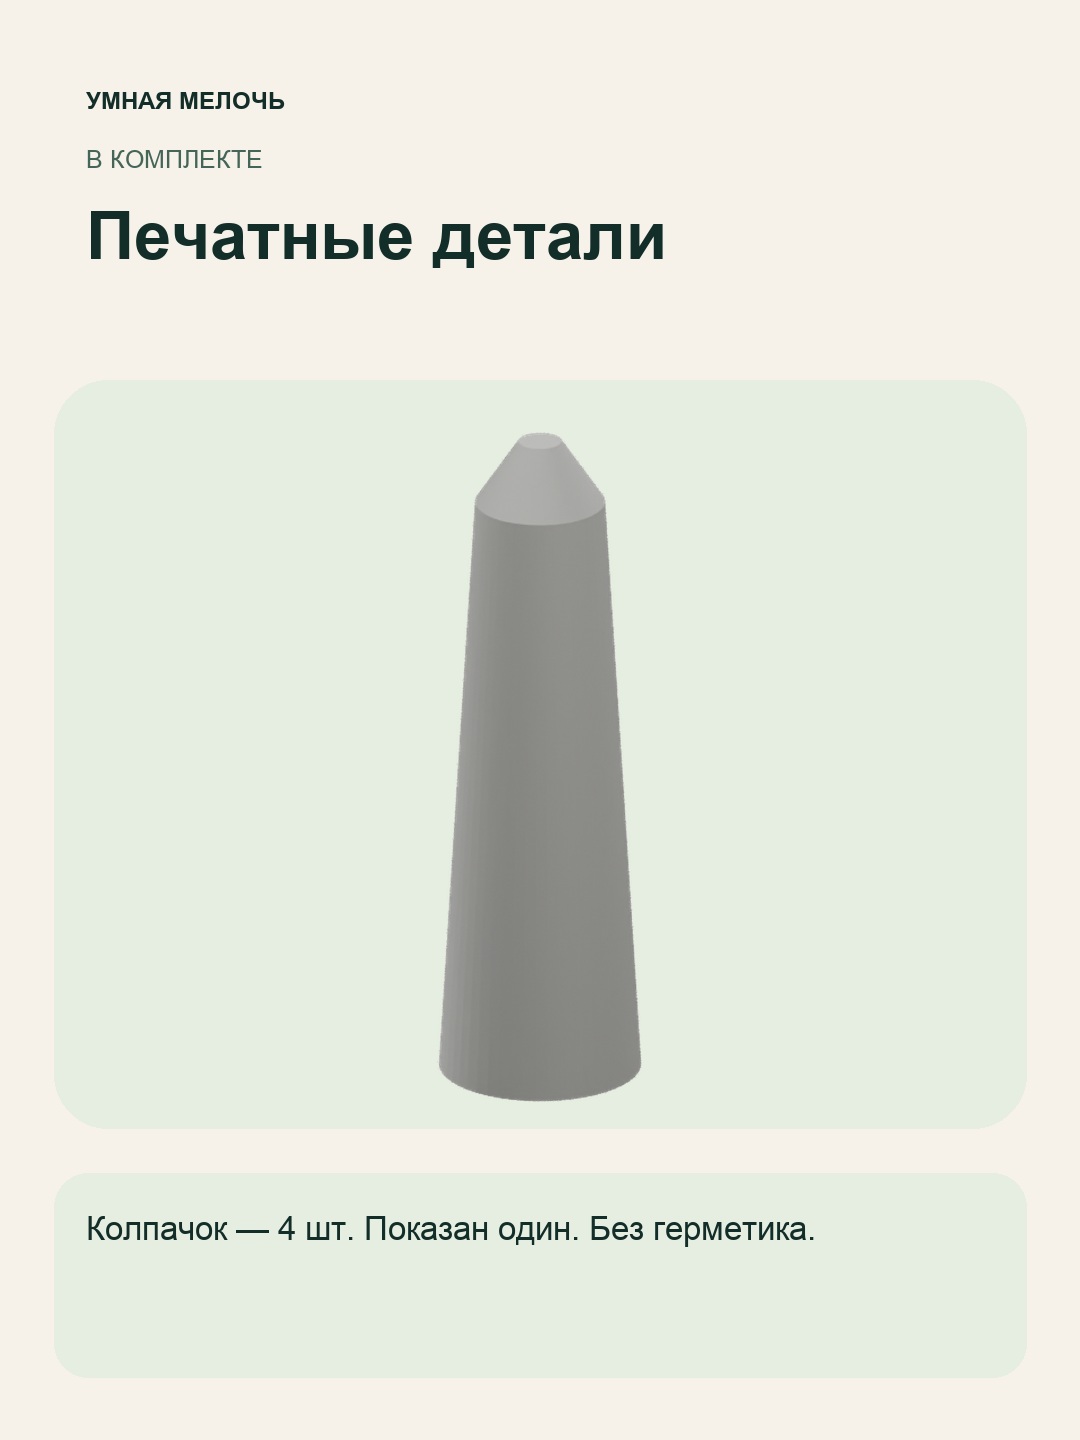 УМНАЯ МЕЛОЧЬ
В КОМПЛЕКТЕ
Печатные детали
Колпачок — 4 шт. Показан один. Без герметика.